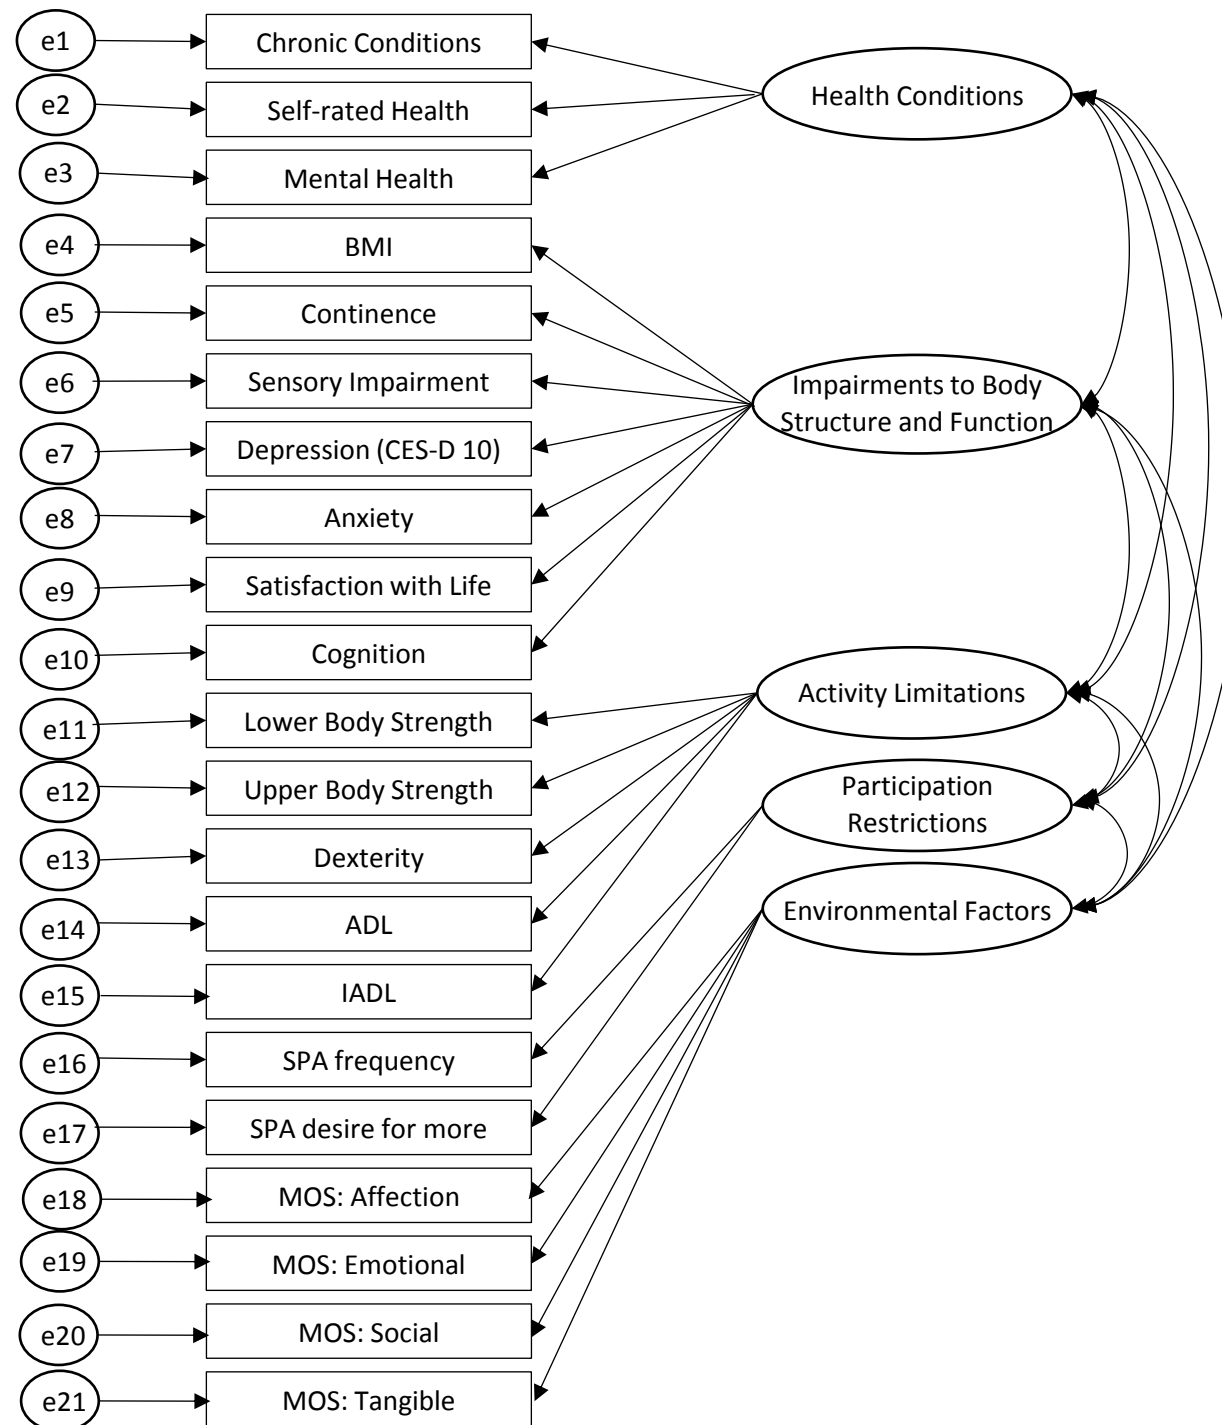 e1
Chronic Conditions
Health Conditions
e2
Self-rated Health
e3
Mental Health
e4
BMI
e5
Continence
e6
Sensory Impairment
Impairments to Body
Structure and Function
e7
Depression (CES-D 10)
e8
Anxiety
e9
Satisfaction with Life
e10
Cognition
e11
Lower Body Strength
Activity Limitations
e12
Upper Body Strength
Participation
Restrictions
e13
Dexterity
e14
ADL
Environmental Factors
e15
IADL
e16
SPA frequency
e17
SPA desire for more
e18
MOS: Affection
e19
MOS: Emotional
e20
MOS: Social
e21
MOS: Tangible